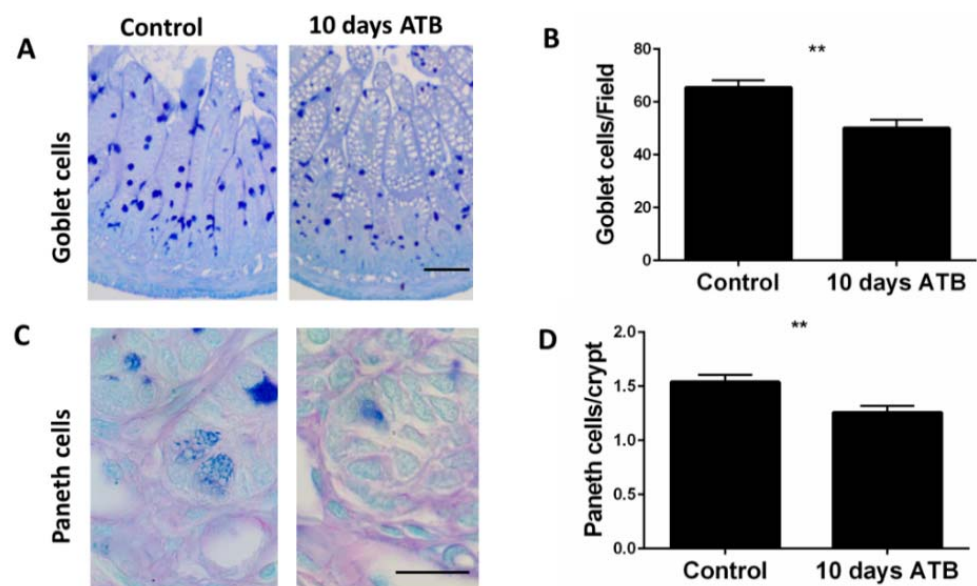 A
Control
10 days ATB
Goblet cells
B
**
Goblet cells/Field
80
60
40
20
0
Control
10 days ATB
C
Paneth cells
D
**
Paneth cells/crypt
2.0
1.5
1.0
0.5
0.0
Control
10 days ATB